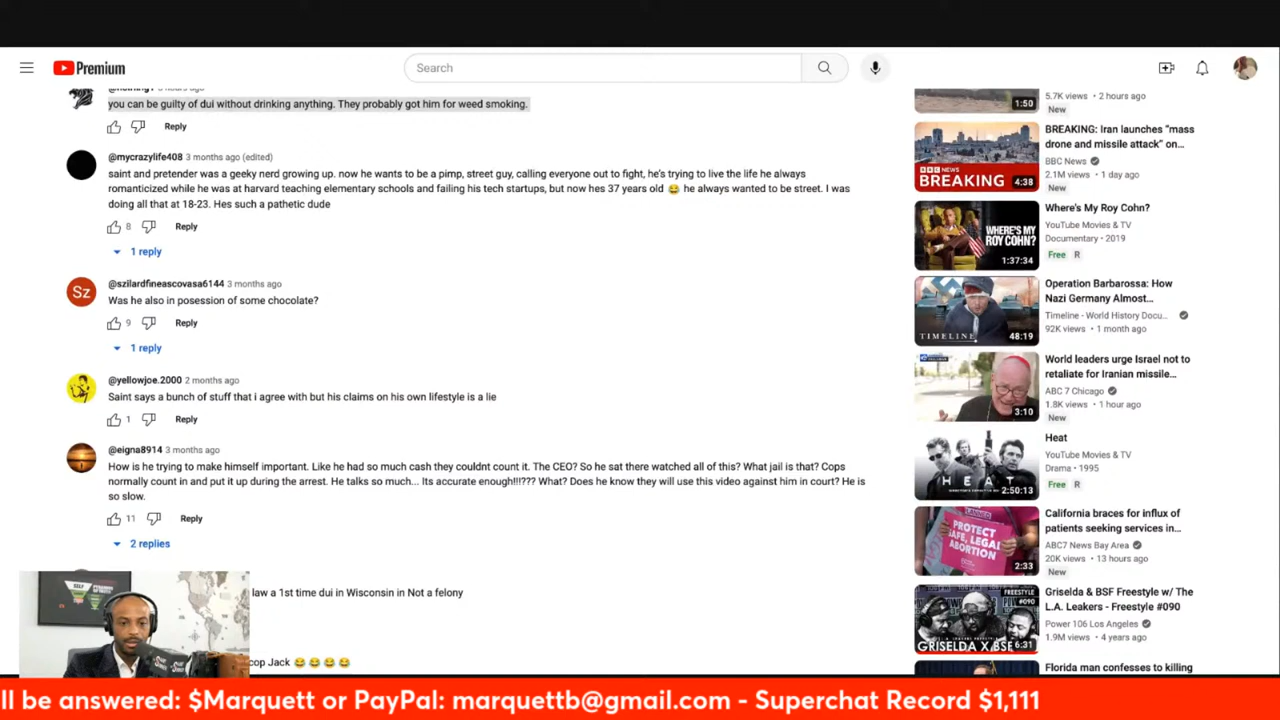 Premium
Search
5 hours ago
you can be guilty of dui without drinking anything. They probably got him for weed smoking.
Reply
@mycrazylife408 3 months ago (edited)
saint and pretender was a geeky nerd growing up. now he wants to be a pimp, street guy, calling everyone out to fight, he's trying to live the life he always
romanticized while he was at harvard teaching elementary schools and failing his tech startups, but now hes 37 years old 😂 he always wanted to be street. I was
doing all that at 18-23. Hes such a pathetic dude
8 Reply
1 reply
Sz
@szilardfineascovasa6144 3 months ago
Was he also in posession of some chocolate?
9 Reply
1 reply
@yellowjoe.2000 2 months ago
Saint says a bunch of stuff that i agree with but his claims on his own lifestyle is a lie
1 Reply
@eigna8914 3 months ago
How is he trying to make himself important. Like he had so much cash they couldnt count it. The CEO? So he sat there watched all of this? What jail is that? Cops
normally count in and put it up during the arrest. He talks so much... Its accurate enough!!!??? What? Does he know they will use this video against him in court? He is
so slow.
11 Reply
2 replies
law a 1st time dui in Wisconsin in Not a felony
cop Jack 😂 😂 😂 😂
1:50
5.7K views • 2 hours ago
New
BREAKING
4:38
BREAKING: Iran launches "mass
drone and missile attack" on...
BBC News
2.1M views • 1 day ago
New
WHERE'S MY
ROY COHN?
1:37:34
Where's My Roy Cohn?
YouTube Movies & TV
Documentary • 2019
Free R
TIMELINE
48:19
Operation Barbarossa: How
Nazi Germany Almost...
Timeline - World History Docu...
92K views • 1 month ago
3:10
World leaders urge Israel not to
retaliate for Iranian missile...
ABC 7 Chicago
1.8K views • 1 hour ago
New
HEAT
2:50:13
Heat
YouTube Movies & TV
Drama • 1995
Free R
PROTECT
SAFE, LEGAL
ABORTION
2:33
California braces for influx of
patients seeking services in...
ABC7 News Bay Area
20K views • 13 hours ago
New
FREESTYLE
#090
GRISELDA X BSF
6:31
Griselda & BSF Freestyle w/ The
L.A. Leakers - Freestyle #090
Power 106 Los Angeles
1.9M views • 4 years ago
Florida man confesses to killing
ll be answered: $Marquett or PayPal: marquettb@gmail.com - Superchat Record $1,111